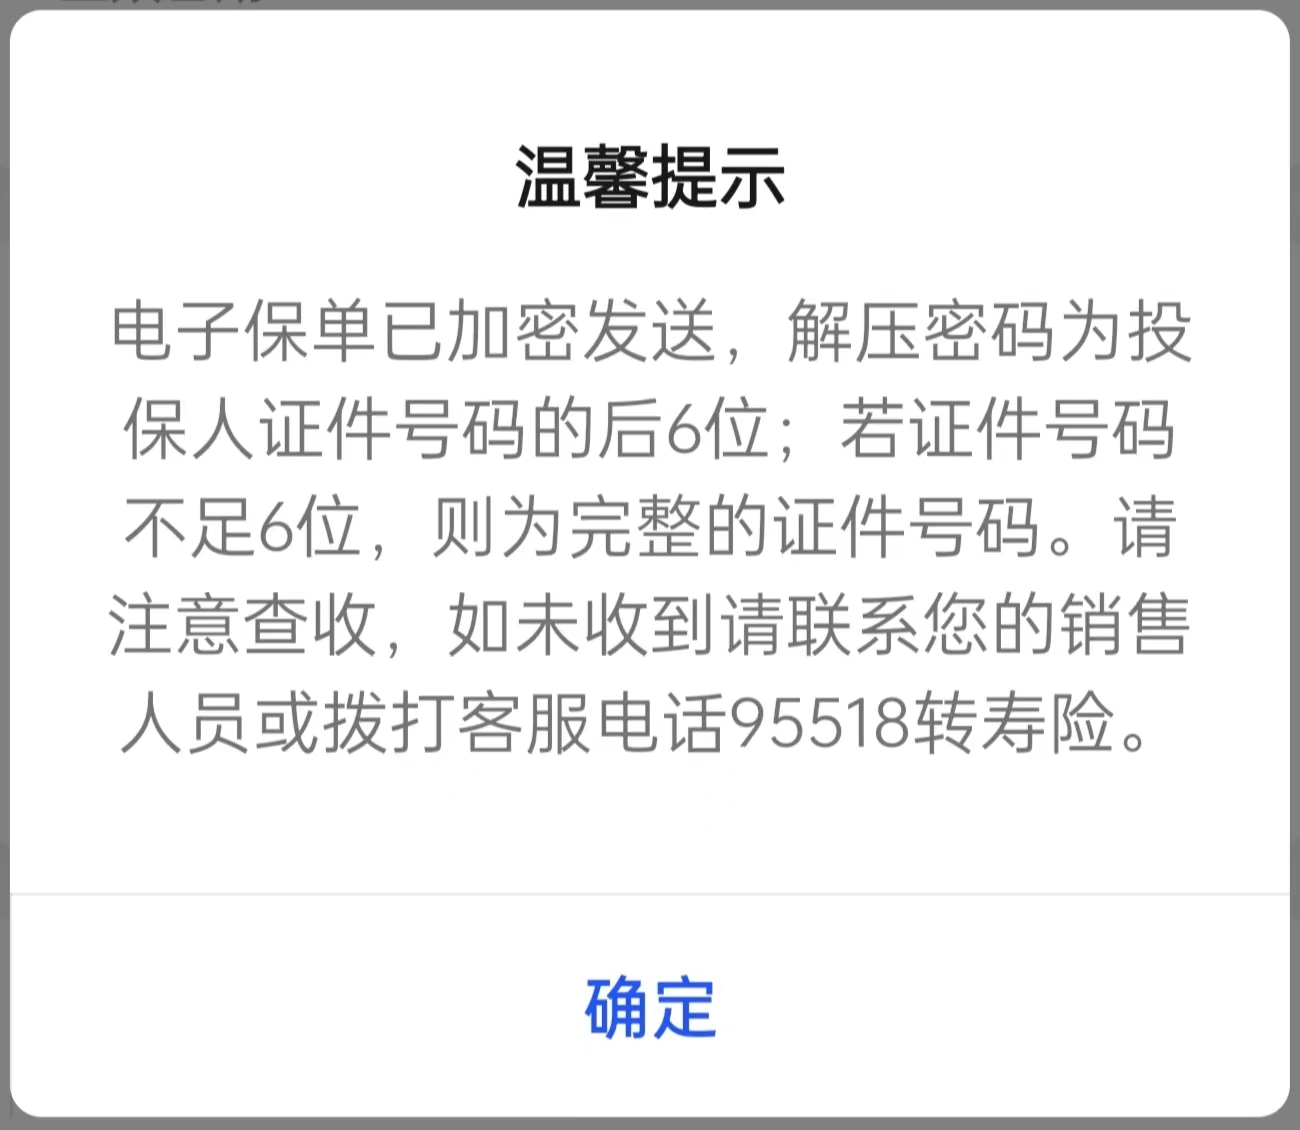 温馨提示
电子保单已加密发送，解压密码为投
保人证件号码的后6位；若证件号码
不足6位，则为完整的证件号码。请
注意查收，如未收到请联系您的销售
人员或拨打客服电话95518转寿险。
确定